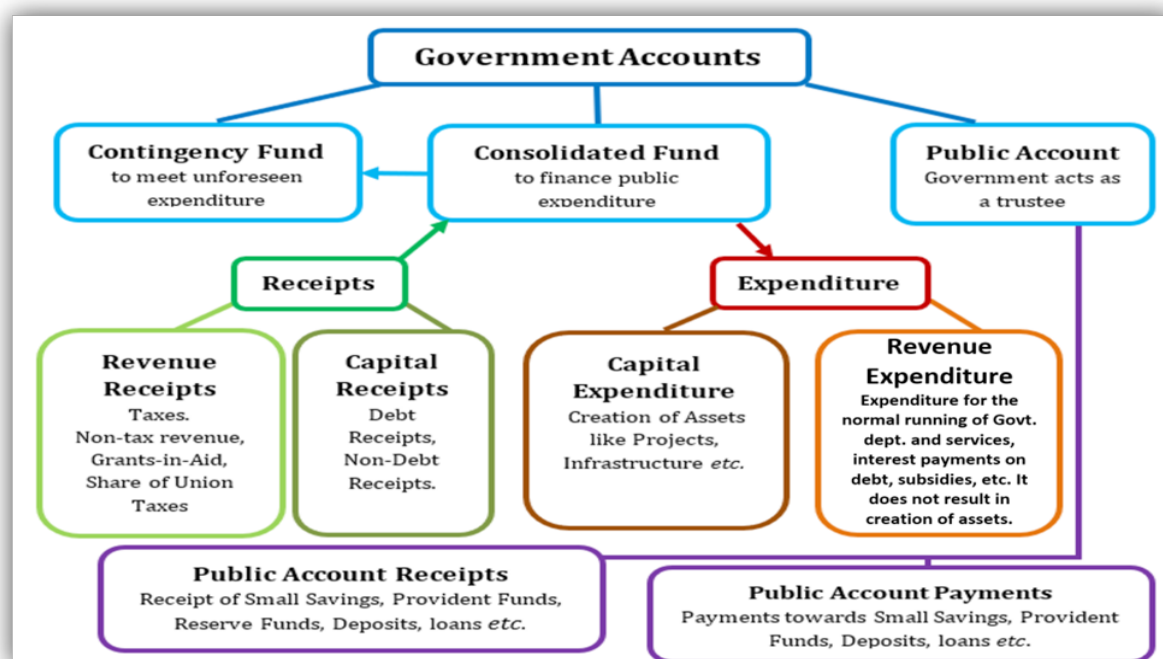 Government Accounts
Contingency Fund
to meet unforeseen
expenditure
Consolidated Fund
to finance public
expenditure
Public Account
Government acts as
a trustee
Receipts
Expenditure
Revenue
Receipts
Taxes.
Non-tax revenue,
Grants-in-Aid,
Share of Union
Taxes
Capital
Receipts
Debt
Receipts,
Non-Debt
Receipts.
Capital
Expenditure
Creation of Assets
like Projects,
Infrastructure etc.
Revenue
Expenditure
Expenditure for the
normal running of Govt.
dept. and services,
interest payments on
debt, subsidies, etc. It
does not result in
creation of assets.
Public Account Receipts
Receipt of Small Savings, Provident Funds,
Reserve Funds, Deposits, loans etc.
Public Account Payments
Payments towards Small Savings, Provident
Funds, Deposits, loans etc.